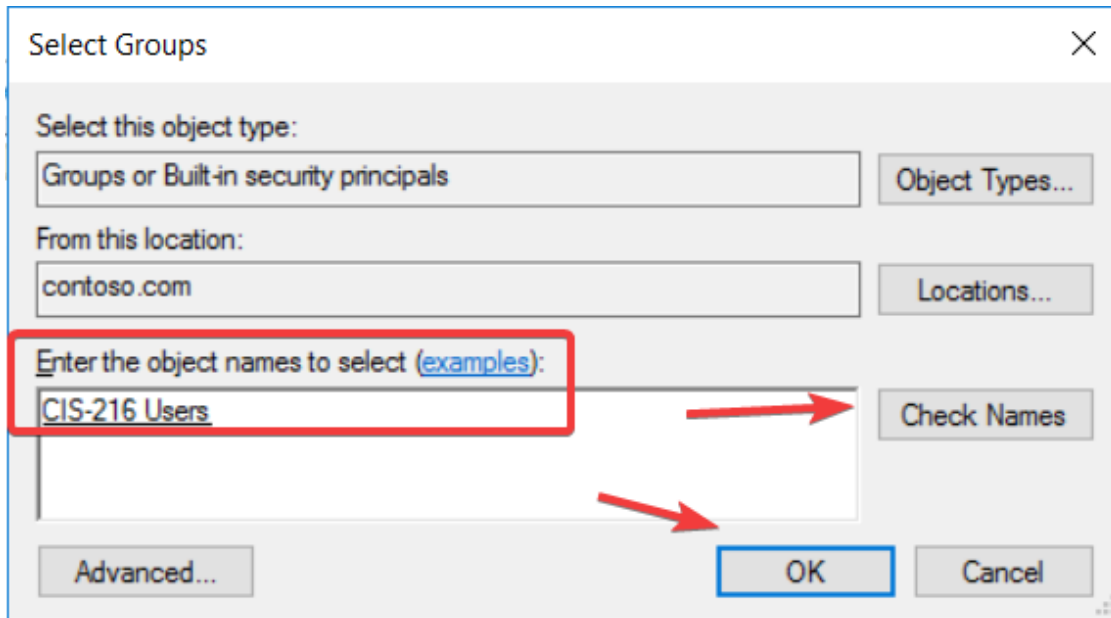 Select Groups
Select this object type:
Groups or Built-in security principals
Object Types...
From this location:
contoso.com
Locations...
Enter the object names to select (examples):
CIS-216 Users
Check Names
Advanced...
OK
Cancel